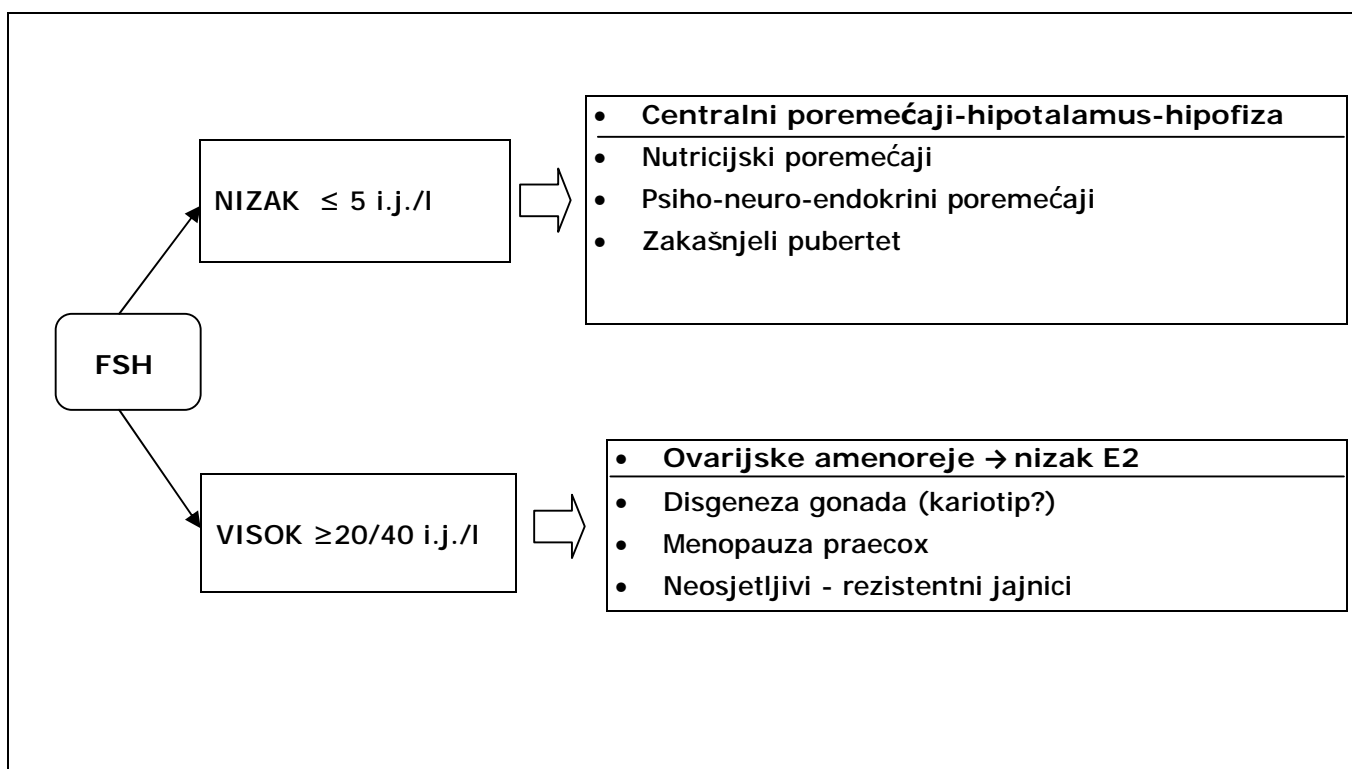 • Centralni poremećaji-hipotalamus-hipofiza
• Nutricijski poremećaji
• Psiho-neuro-endokrini poremećaji
• Zakašnjeli pubertet
NIZAK ≤ 5 i.j./l
FSH
VISOK ≥20/40 i.j./l
• Ovarijske amenoreje → nizak E2
• Disgeneza gonada (kariotip?)
• Menopauza praecox
• Neosjetljivi - rezistentni jajnici